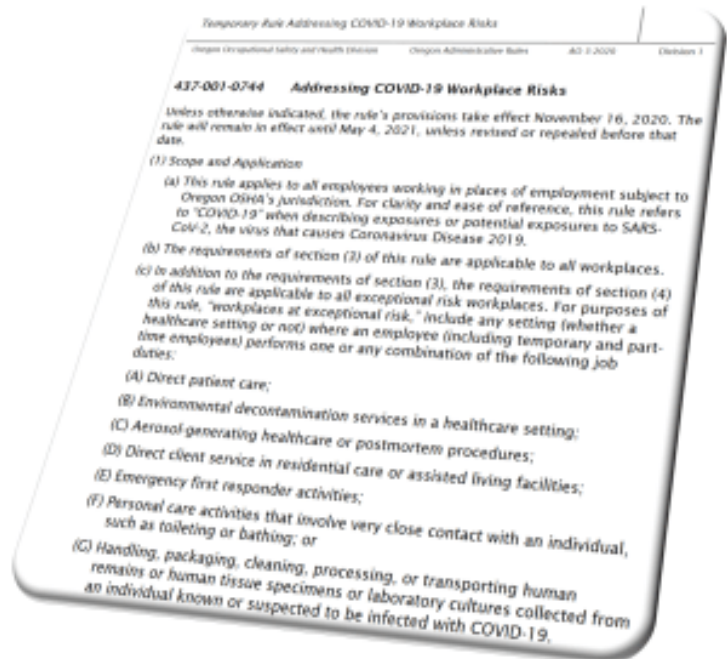 Temporary Rule Addressing COVID-19 Workplace Risks
Oregon Occupational Safety and Health Division Oregon Administrative Rules AO 3-2020 Division 1
437-001-0744 Addressing COVID-19 Workplace Risks
Unless otherwise indicated, the rule's provisions take effect November 16, 2020. The
rule will remain in effect until May 4, 2021, unless revised or repealed before that
date.
(1) Scope and Application
(a) This rule applies to all employees working in places of employment subject to
Oregon OSHA's jurisdiction. For clarity and ease of reference, this rule refers
to "COVID-19" when describing exposures or potential exposures to SARS-
CoV-2, the virus that causes Coronavirus Disease 2019.
(b) The requirements of section (3) of this rule are applicable to all workplaces.
(c) In addition to the requirements of section (3), the requirements of section (4)
of this rule are applicable to all exceptional risk workplaces. For purposes of
this rule, "workplaces at exceptional risk," include any setting (whether a
healthcare setting or not) where an employee (including temporary and part-
time employees) performs one or any combination of the following job
duties:
(A) Direct patient care;
(B) Environmental decontamination services in a healthcare setting;
(C) Aerosol-generating healthcare or postmortem procedures;
(D) Direct client service in residential care or assisted living facilities;
(E) Emergency first responder activities;
(F) Personal care activities that involve very close contact with an individual,
such as toileting or bathing; or
(G) Handling, packaging, cleaning, processing, or transporting human
remains or human tissue specimens or laboratory cultures collected from
an individual known or suspected to be infected with COVID-19.